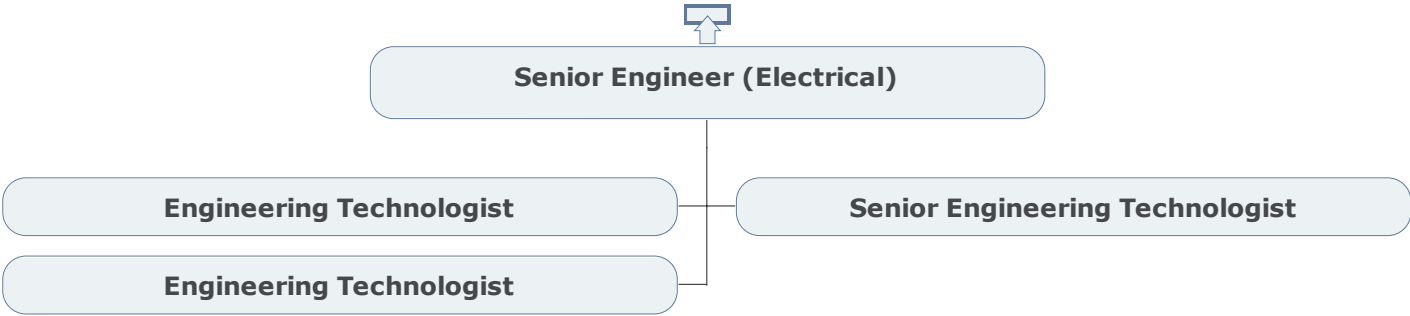 Senior Engineer (Electrical)
Engineering Technologist
Senior Engineering Technologist
Engineering Technologist